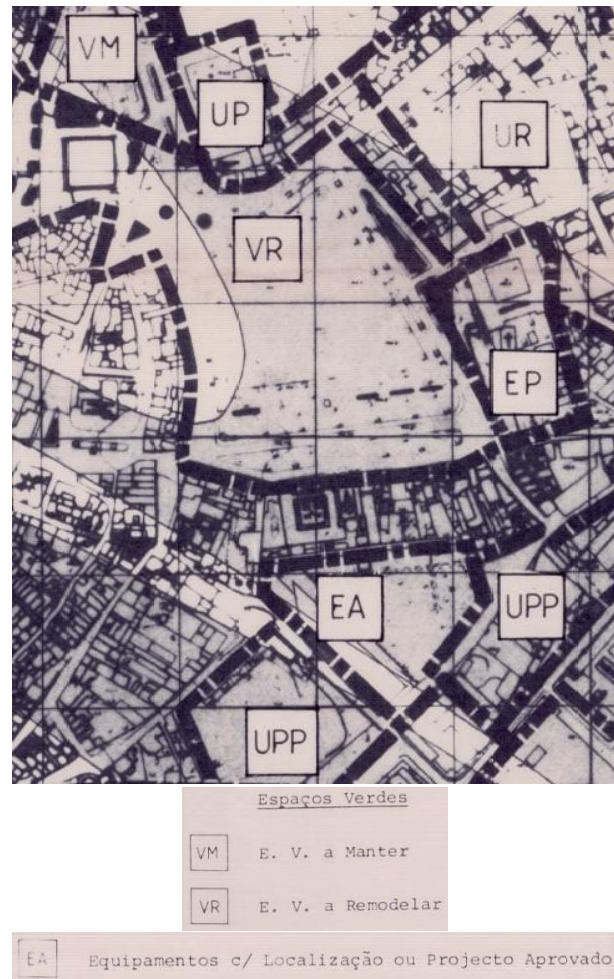 VM
UP
UR
VR
EP
EA
UPP
UPP
Espaços Verdes
VM E. V. a Manter
VR E. V. a Remodelar
EA Equipamentos c/ Localização ou Projecto Aprovado